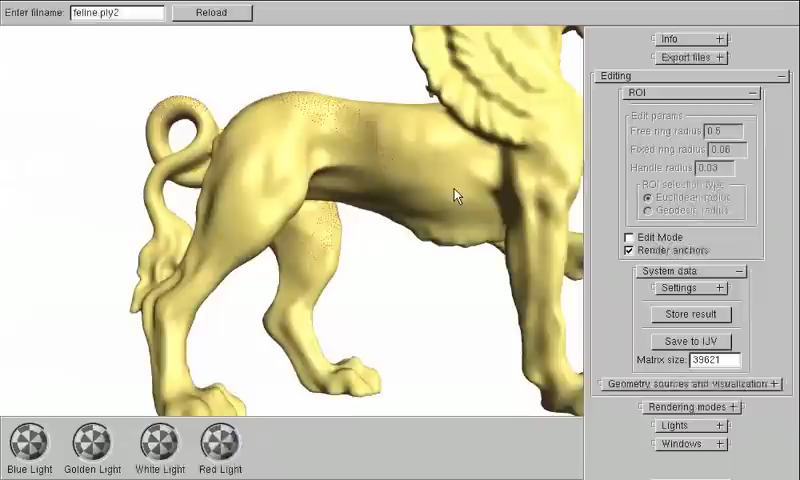 Enter filname: feline.ply2 Reload
Info
Export files
Editing
ROI
Edit params
Free ring radius 0.5
Fixed ring radius 0.06
Handle radius 0.03
ROI selection type
Euclidean radius
Geodesic radius
Edit Mode
Render anchors
System data
Settings
Store result
Save to IJV
Matrix size: 39621
Geometry sources and visualization
Rendering modes
Lights
Windows
Blue Light Golden Light White Light Red Light